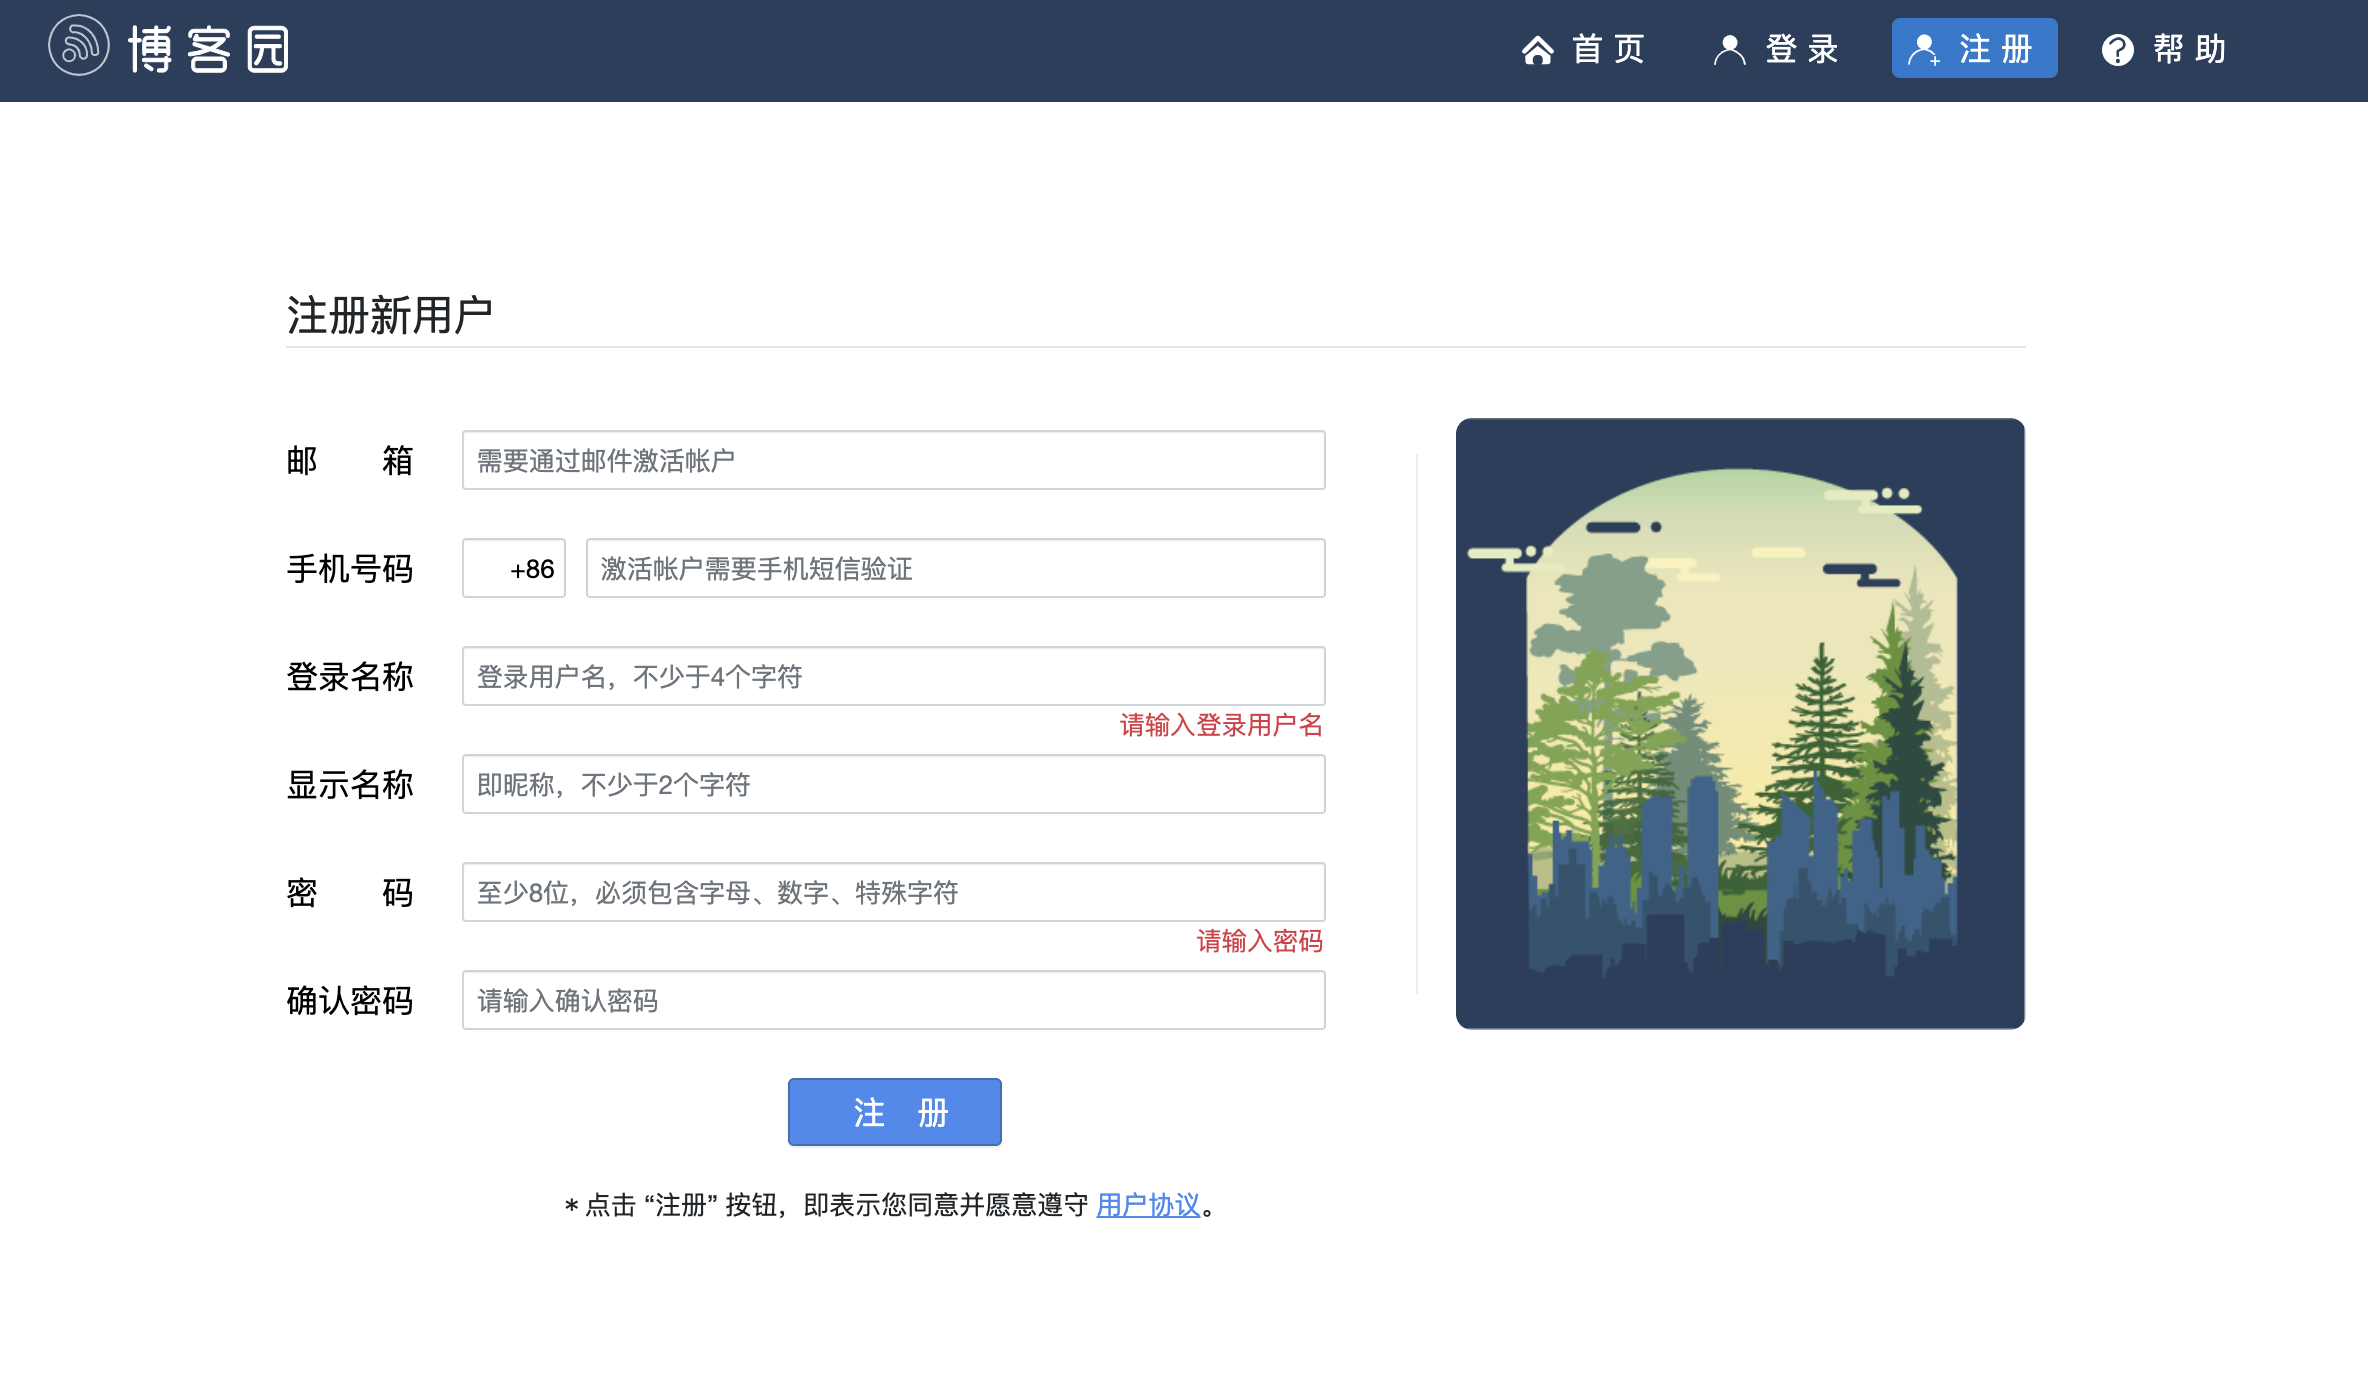 博客园
首页 登录 注册 帮助
注册新用户
邮 箱 需要通过邮件激活帐户
手机号码 +86 激活帐户需要手机短信验证
登录名称 登录用户名，不少于4个字符
请输入登录用户名
显示名称 即昵称，不少于2个字符
密 码 至少8位，必须包含字母、数字、特殊字符
请输入密码
确认密码 请输入确认密码
注 册
* 点击 “注册” 按钮，即表示您同意并愿意遵守 用户协议。